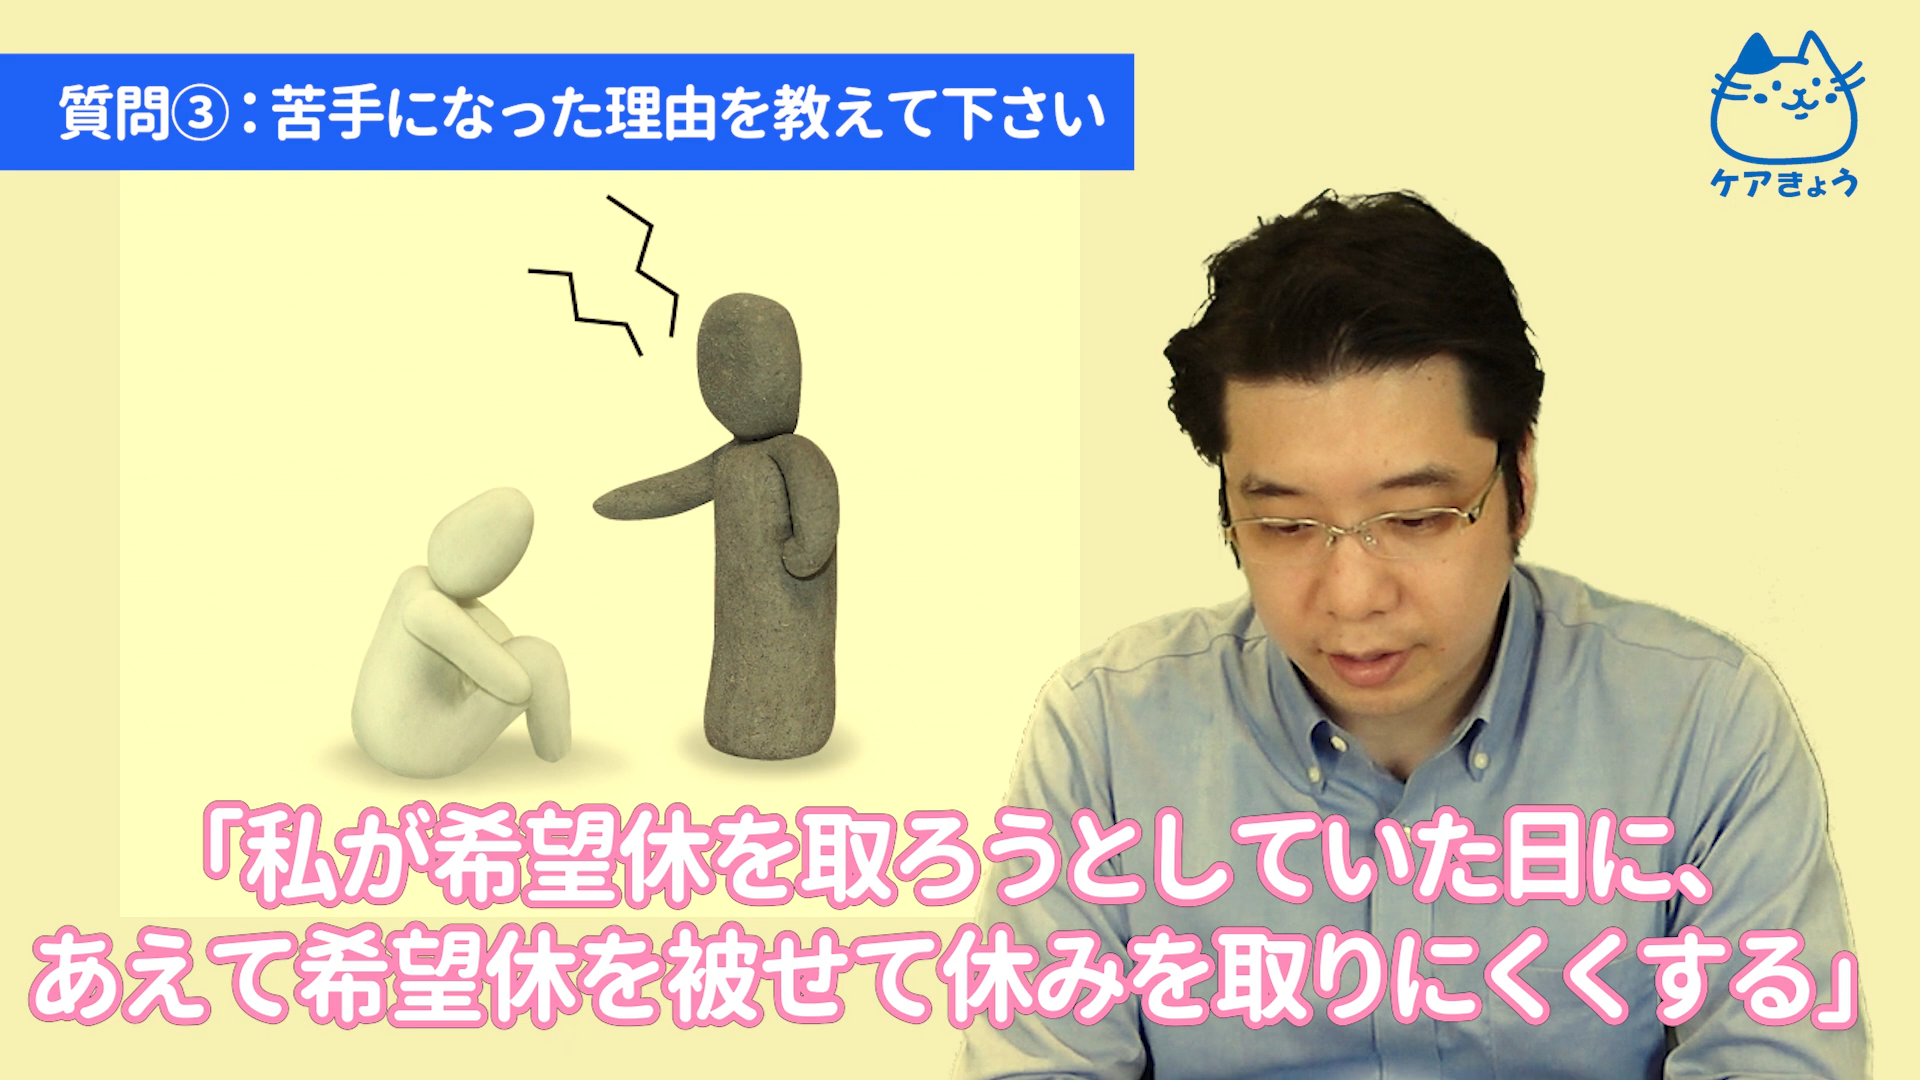 質問③：苦手になった理由を教えて下さい
ケアきょう
「私が希望休を取ろうとしていた日に、
あえて希望休を被せて休みを取りにくくする」